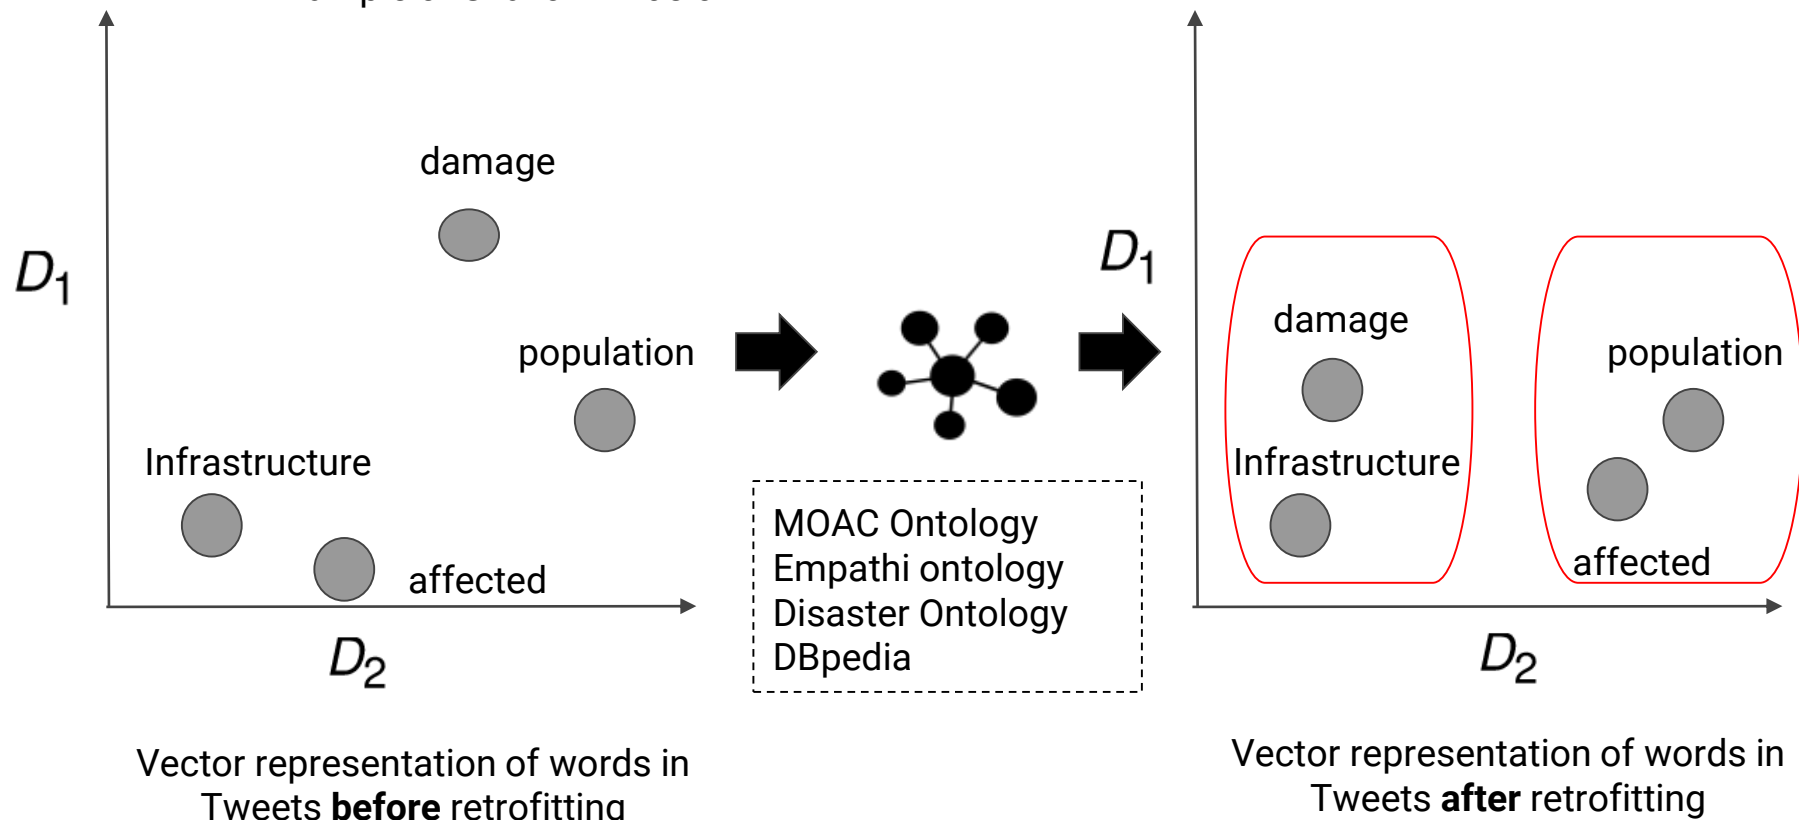 damage
D1
population
Infrastructure
affected
D2
Vector representation of words in
Tweets before retrofitting
MOAC Ontology
Empathi ontology
Disaster Ontology
DBpedia
D1
damage
population
Infrastructure
affected
D2
Vector representation of words in
Tweets after retrofitting